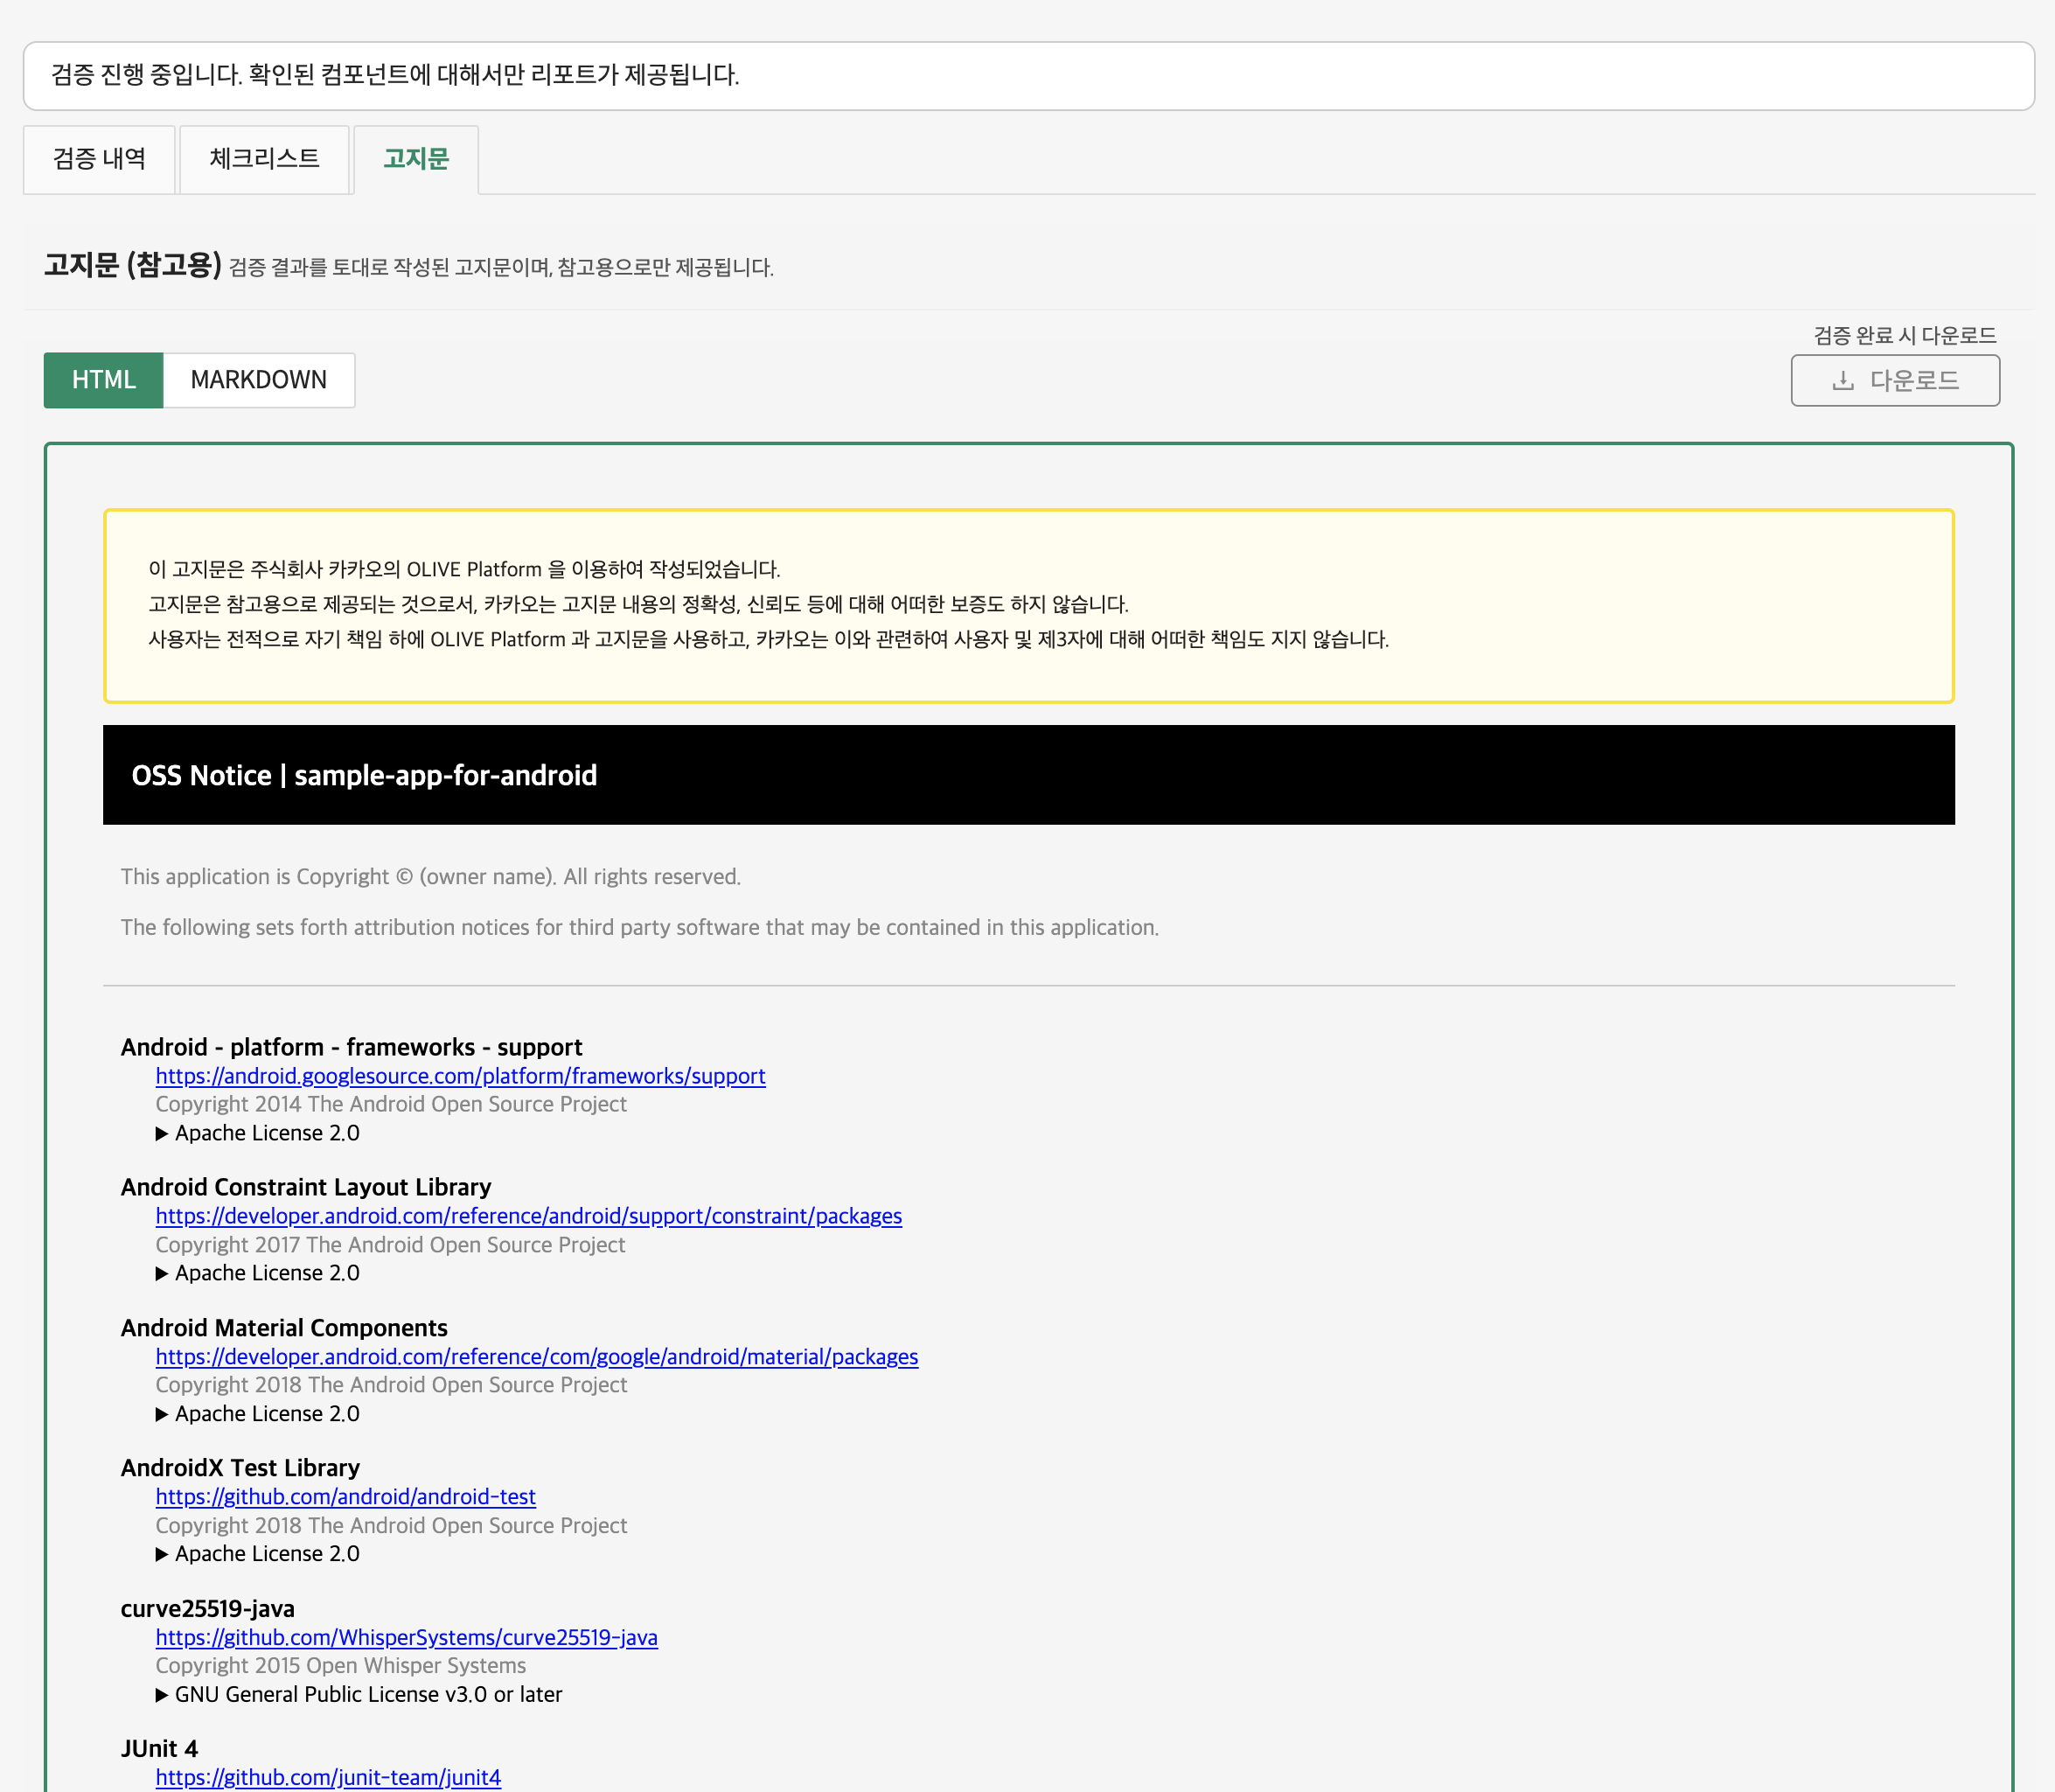 검증 진행 중입니다. 확인된 컴포넌트에 대해서만 리포트가 제공됩니다.
검증 내역
체크리스트
고지문
고지문 (참고용) 검증 결과를 토대로 작성된 고지문이며, 참고용으로만 제공됩니다.
검증 완료 시 다운로드
HTML
MARKDOWN
다운로드
이 고지문은 주식회사 카카오의 OLIVE Platform 을 이용하여 작성되었습니다.
고지문은 참고용으로 제공되는 것으로서, 카카오는 고지문 내용의 정확성, 신뢰도 등에 대해 어떠한 보증도 하지 않습니다.
사용자는 전적으로 자기 책임 하에 OLIVE Platform 과 고지문을 사용하고, 카카오는 이와 관련하여 사용자 및 제3자에 대해 어떠한 책임도 지지 않습니다.
OSS Notice | sample-app-for-android
This application is Copyright © (owner name). All rights reserved.
The following sets forth attribution notices for third party software that may be contained in this application.
Android - platform - frameworks - support
https://android.googlesource.com/platform/frameworks/support
Copyright 2014 The Android Open Source Project
▶ Apache License 2.0
Android Constraint Layout Library
https://developer.android.com/reference/android/support/constraint/packages
Copyright 2017 The Android Open Source Project
▶ Apache License 2.0
Android Material Components
https://developer.android.com/reference/com/google/android/material/packages
Copyright 2018 The Android Open Source Project
▶ Apache License 2.0
AndroidX Test Library
https://github.com/android/android-test
Copyright 2018 The Android Open Source Project
▶ Apache License 2.0
curve25519-java
https://github.com/WhisperSystems/curve25519-java
Copyright 2015 Open Whisper Systems
▶ GNU General Public License v3.0 or later
JUnit 4
https://github.com/junit-team/junit4